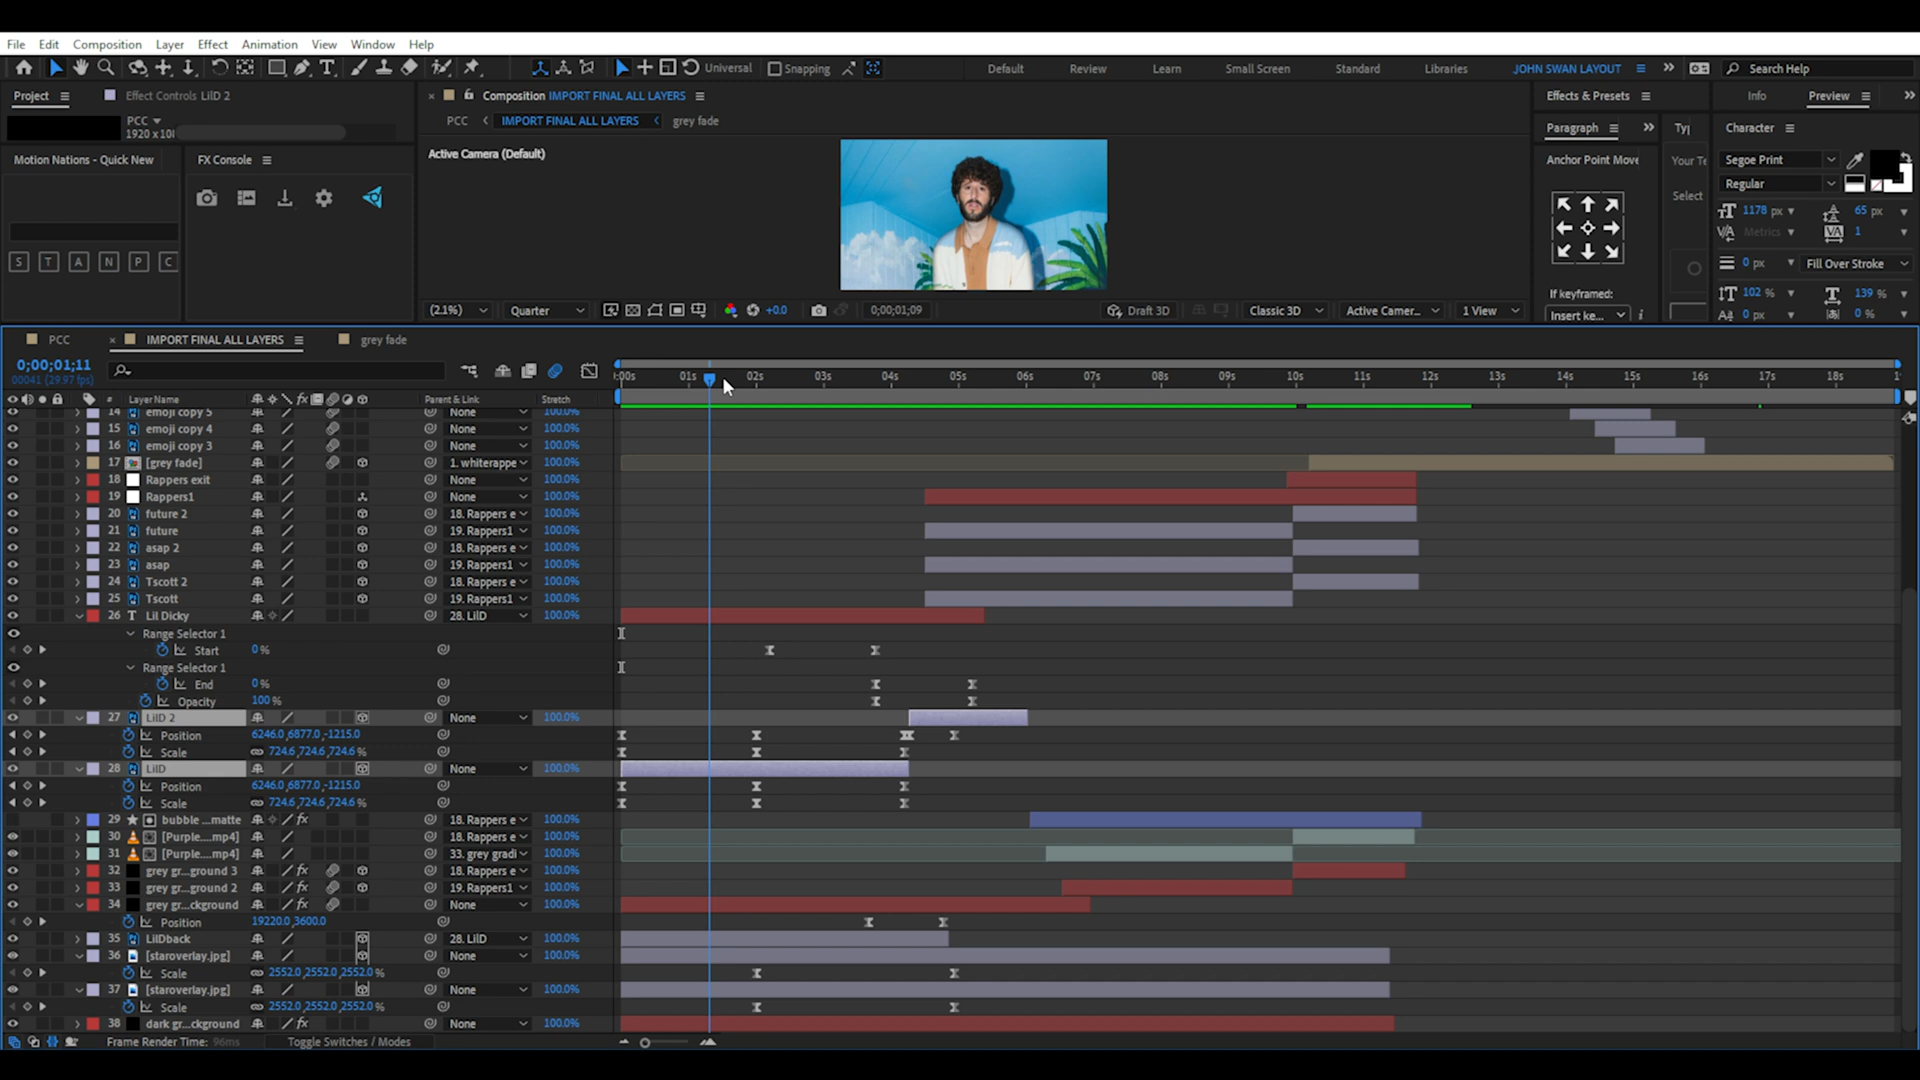 File Edit Composition Layer Effect Animation View Window Help
Universal Snapping Default Review Learn Small Screen Standard Libraries JOHN SWAN LAYOUT Search Help
Project Effect Controls LilD 2
Composition IMPORT FINAL ALL LAYERS
Effects & Presets Info Preview
PCC
1920 x 10
PCC IMPORT FINAL ALL LAYERS grey fade
Paragraph Ty Character
Motion Nations - Quick New FX Console
Active Camera (Default)
Anchor Point Move Your Te Segoe Print
Select Regular
1178 px 65 px
Metrics 1
S T A N P C
0 px Fill Over Stroke
102 % 139 %
If keyframed:
Insert ke... 0 px 0 %
(2.1%) Quarter +0.0 0;00;01;09 Draft 3D Classic 3D Active Camer... 1 View
PCC IMPORT FINAL ALL LAYERS grey fade
0;00;01;11
00041 (29.97 fps)
:00s 01s 02s 03s 04s 05s 06s 07s 08s 09s 10s 11s 12s 13s 14s 15s 16s 17s 18s 1
# Layer Name Parent & Link Stretch
14 emoji copy 5 None 100.0%
15 emoji copy 4 None 100.0%
16 emoji copy 3 None 100.0%
17 [grey fade] 1. whiterappe 100.0%
18 Rappers exit None 100.0%
19 Rappers1 None 100.0%
20 future 2 18. Rappers e 100.0%
21 future 19. Rappers1 100.0%
22 asap 2 18. Rappers e 100.0%
23 asap 19. Rappers1 100.0%
24 Tscott 2 18. Rappers e 100.0%
25 Tscott 19. Rappers1 100.0%
26 T Lil Dicky 28. LilD 100.0%
Range Selector 1
Start 0%
Range Selector 1
End 0%
Opacity 100%
27 LilD 2 None 100.0%
Position 6246.0,6877.0,-1215.0
Scale 724.6,724.6,724.6%
28 LilD None 100.0%
Position 6246.0,6877.0,-1215.0
Scale 724.6,724.6,724.6%
29 bubble ...matte 18. Rappers e 100.0%
30 [Purple....mp4] 18. Rappers e 100.0%
31 [Purple....mp4] 33. grey gradi 100.0%
32 grey gr...ground 3 18. Rappers e 100.0%
33 grey gr...ground 2 19. Rappers1 100.0%
34 grey gr...ckground None 100.0%
Position 19220.0,3600.0
35 LilDback 28. LilD 100.0%
36 [staroverlay.jpg] None 100.0%
Scale 2552.0,2552.0,2552.0%
37 [staroverlay.jpg] None 100.0%
Scale 2552.0,2552.0,2552.0%
38 dark gr...ckground None 100.0%
Frame Render Time: 96ms Toggle Switches / Modes